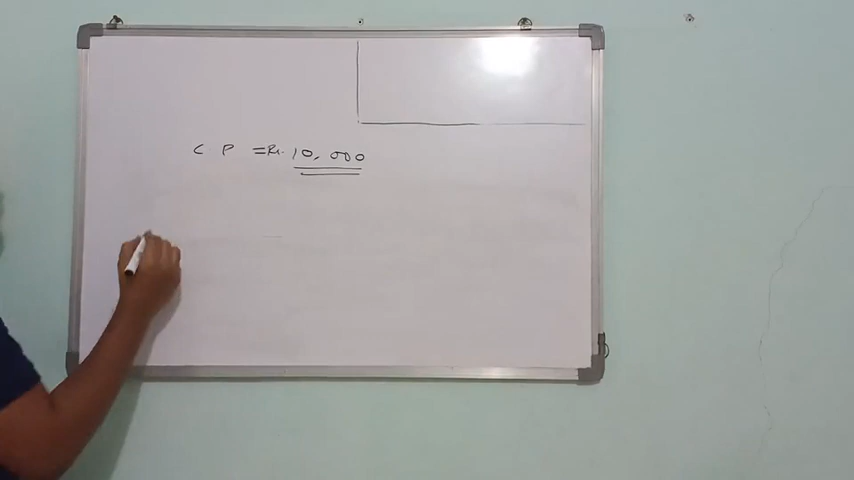 C P = Rs. 10,000